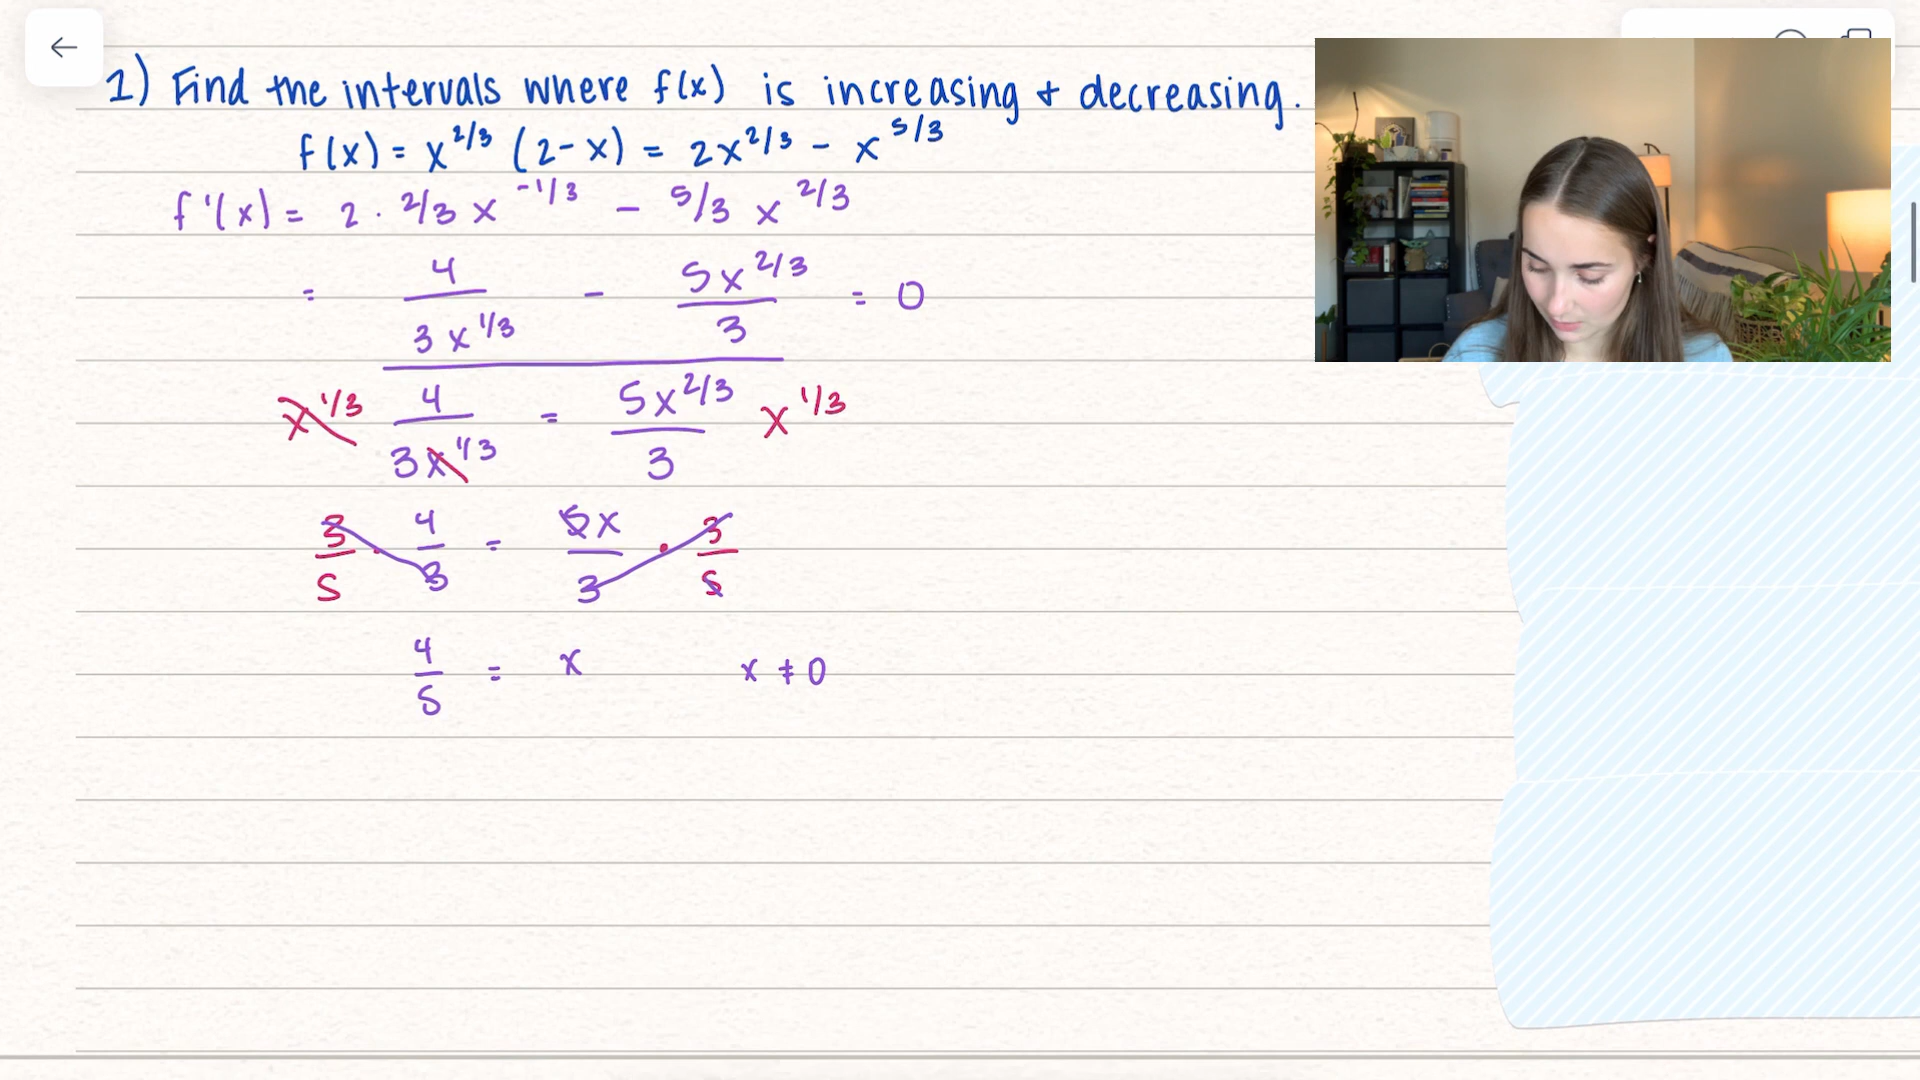 1) Find the intervals where f(x) is increasing + decreasing.
f(x) = x^2/3 (2-x) = 2x^2/3 - x^5/3
f'(x) = 2 · 2/3 x^-1/3 - 5/3 x^2/3
= 4/(3x^1/3) - 5x^2/3/3 = 0
x^1/3 4/(3x^1/3) = 5x^2/3/3 x^1/3
3/5 · 4/3 = 5x/3 · 3/5
4/5 = x x ≠ 0